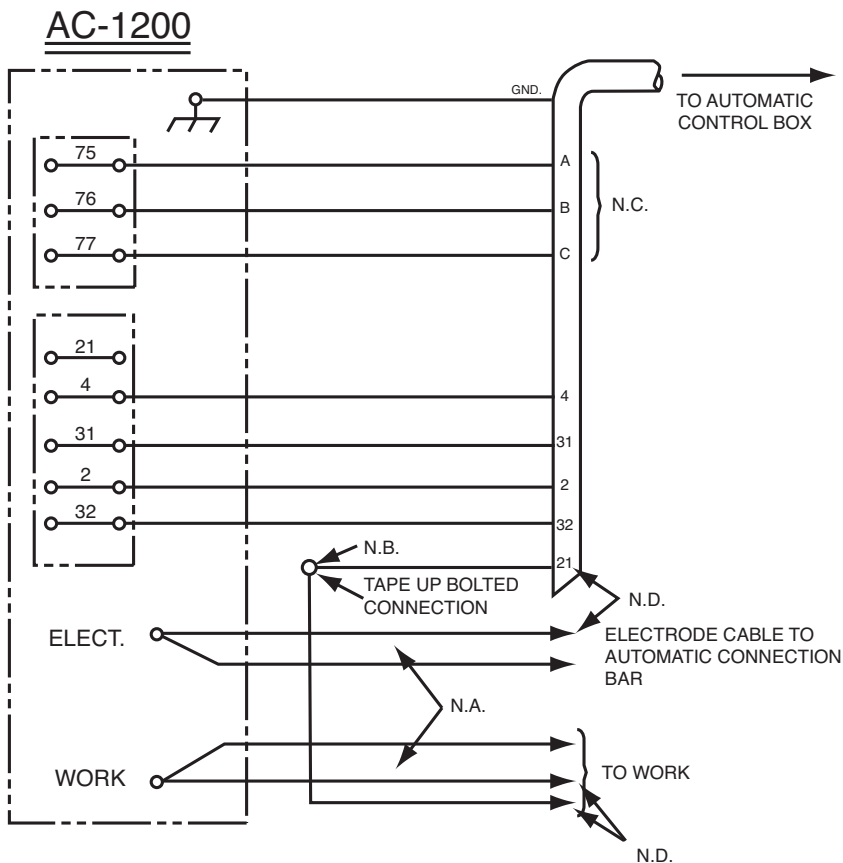 AC-1200
GND.
TO AUTOMATIC
CONTROL BOX
75
A
76
B
N.C.
77
C
21
4
4
31
31
2
2
32
32
N.B.
21
TAPE UP BOLTED
CONNECTION
N.D.
ELECT.
ELECTRODE CABLE TO
AUTOMATIC CONNECTION
BAR
N.A.
WORK
TO WORK
N.D.